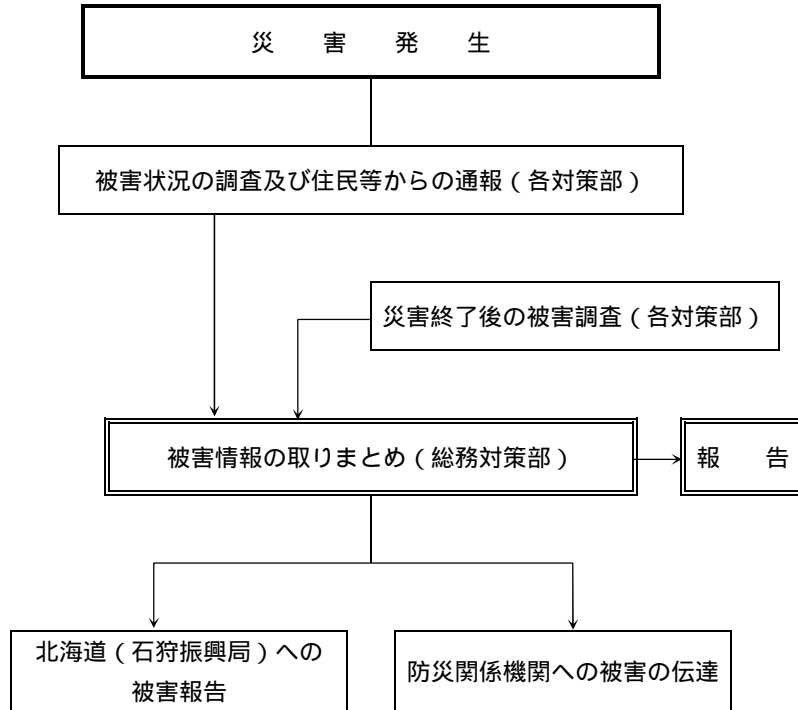 災　害　発　生
被害状況の調査及び住民等からの通報（各対策部）
災害終了後の被害調査（各対策部）
被害情報の取りまとめ（総務対策部）
報　告
北海道（石狩振興局）への
被害報告
防災関係機関への被害の伝達